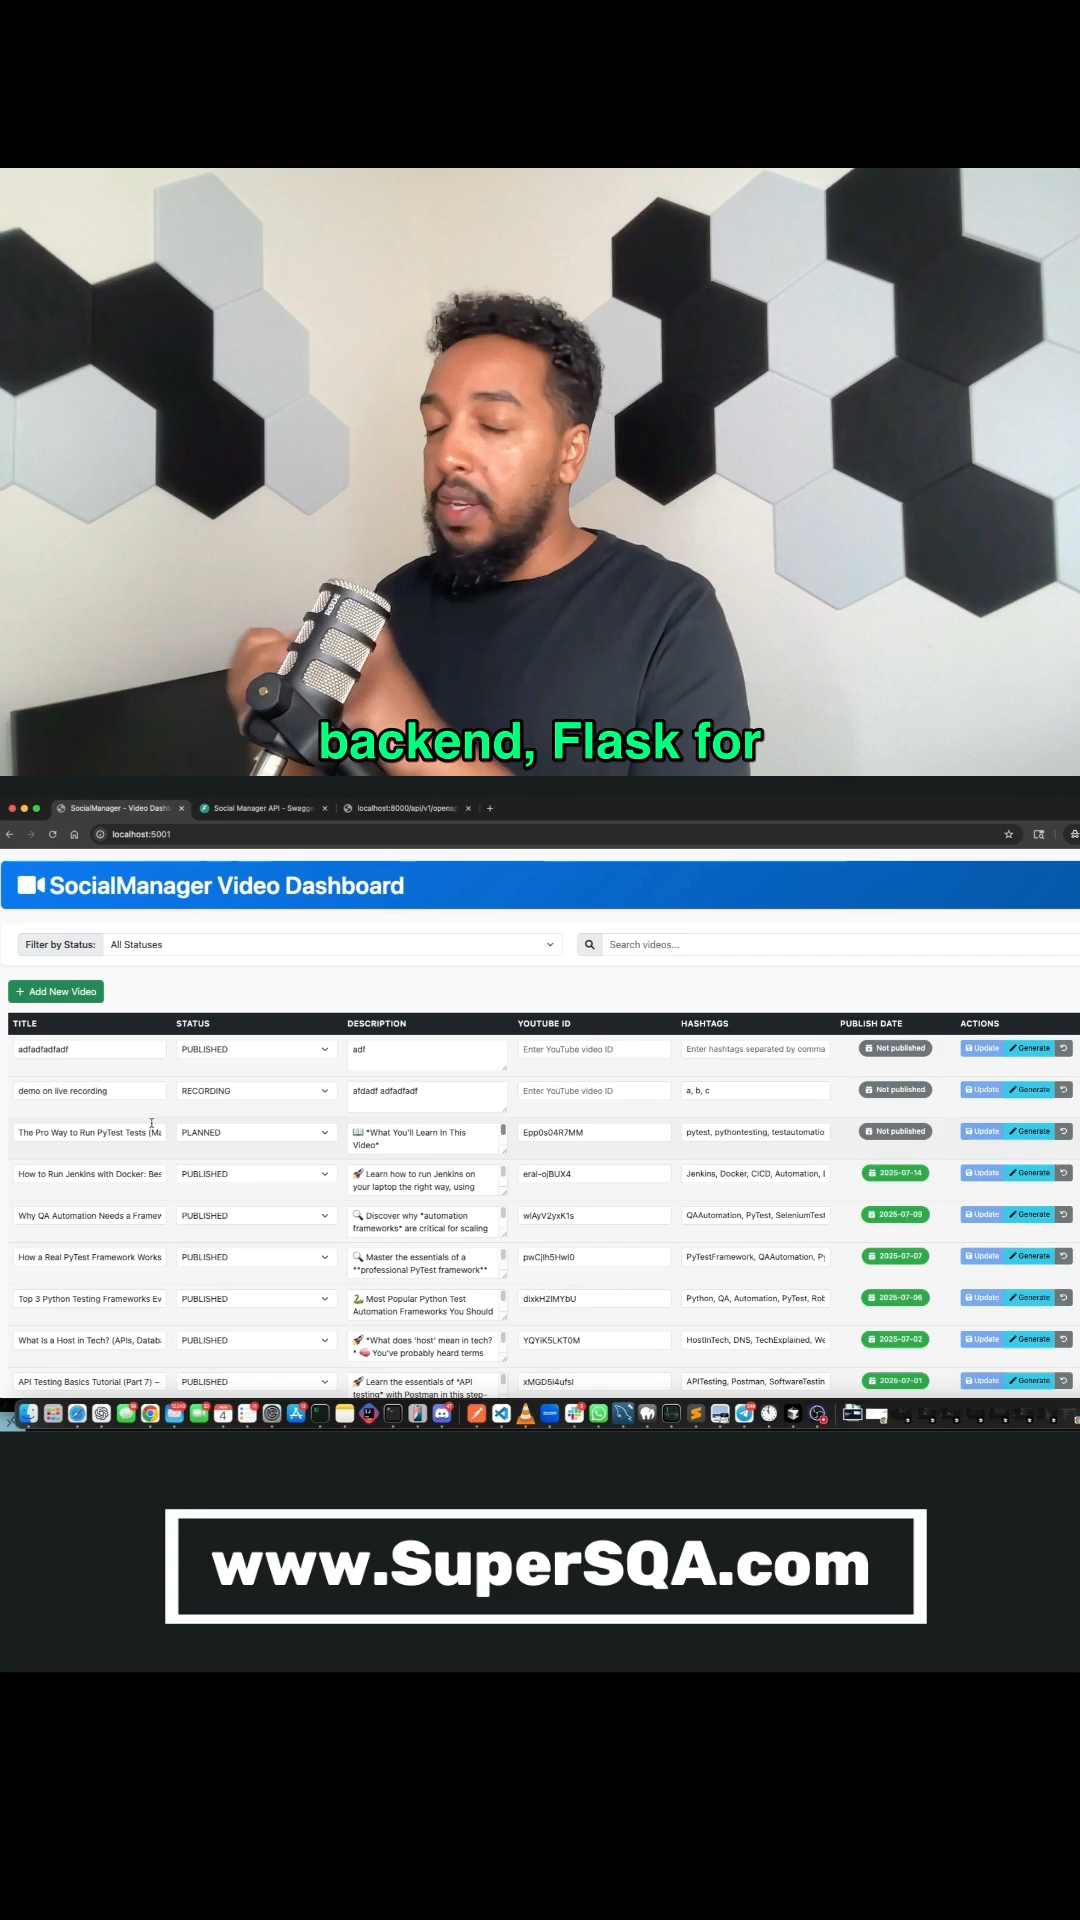 RODE
backend, Flask for
SocialManager - Video Dashb
Social Manager API - Swagge
localhost:8000/api/v1/opena
localhost:5001
SocialManager Video Dashboard
Filter by Status: All Statuses
Search videos...
+ Add New Video
TITLE STATUS DESCRIPTION YOUTUBE ID HASHTAGS PUBLISH DATE ACTIONS
adfadfadfadf PUBLISHED adf Enter YouTube video ID Enter hashtags separated by comma Not published Update Generate
demo on live recording RECORDING afdadf adfadfadf Enter YouTube video ID a, b, c Not published Update Generate
The Pro Way to Run PyTest Tests (Ma PLANNED 📖 *What You'll Learn In This Epp0s04R7MM pytest, pythontesting, testautomatio Not published Update Generate
Video*
How to Run Jenkins with Docker: Bes PUBLISHED 🚀 Learn how to run Jenkins on eral-ojBUX4 Jenkins, Docker, CICD, Automation, 2025-07-14 Update Generate
your laptop the right way, using
Why QA Automation Needs a Framev PUBLISHED 🔍 Discover why *automation wlAyV2yxK1s QAAutomation, PyTest, SeleniumTest 2025-07-09 Update Generate
frameworks* are critical for scaling
How a Real PyTest Framework Works PUBLISHED 🔍 Master the essentials of a pwCjlh5Hwl0 PyTestFramework, QAAutomation, Py 2025-07-07 Update Generate
**professional PyTest framework**
Top 3 Python Testing Frameworks Ev PUBLISHED 🐍 Most Popular Python Test dixkH2lMYbU Python, QA, Automation, PyTest, Rob 2025-07-06 Update Generate
Automation Frameworks You Should
What Is a Host in Tech? (APIs, Datab PUBLISHED 🚀 *What does 'host' mean in tech? YQYiK5LKT0M HostInTech, DNS, TechExplained, We 2025-07-02 Update Generate
* 🧠 You've probably heard terms
API Testing Basics Tutorial (Part 7) – PUBLISHED 🚀 Learn the essentials of *API xMGD5i4ufsI APITesting, Postman, SoftwareTestin 2025-07-01 Update Generate
testing* with Postman in this step-
www.SuperSQA.com